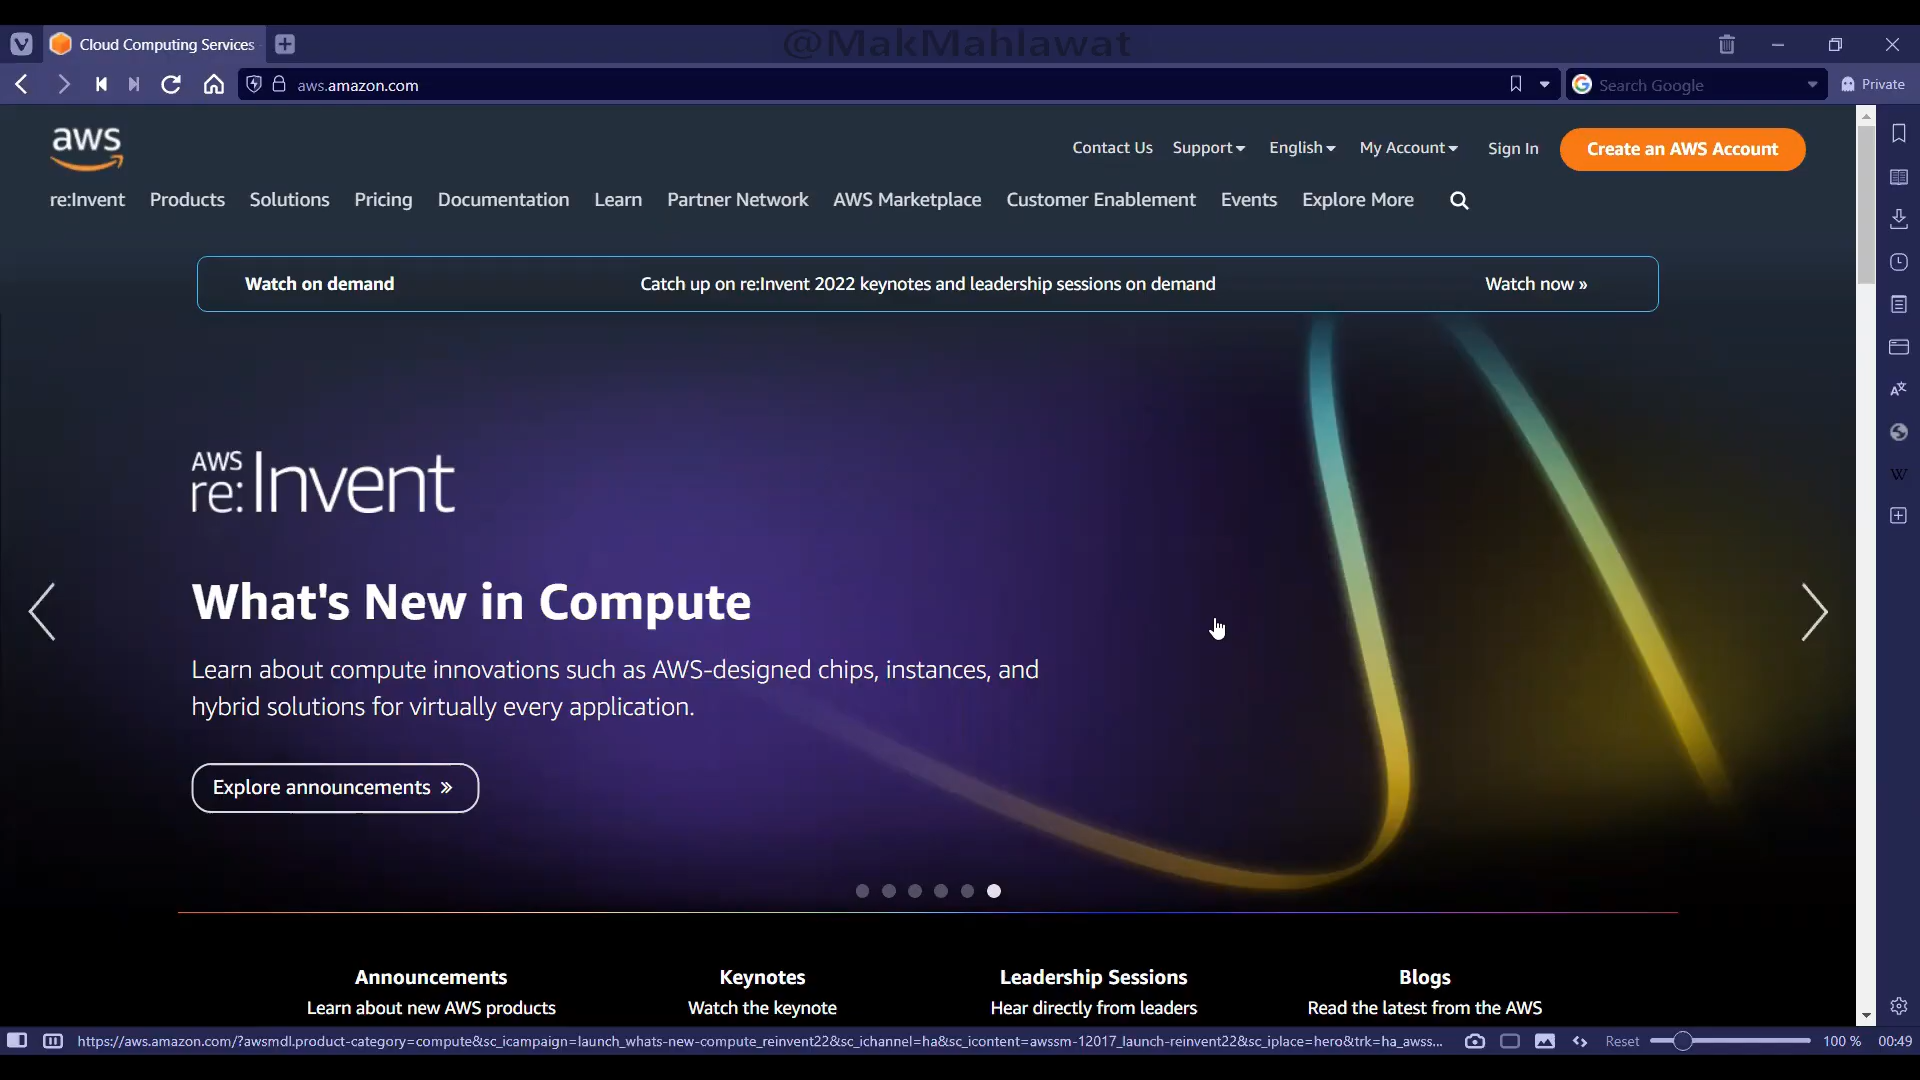 @MakMahlawat
Cloud Computing Services
aws.amazon.com
Search Google
Private
aws
Contact Us Support English My Account Sign In Create an AWS Account
re:Invent Products Solutions Pricing Documentation Learn Partner Network AWS Marketplace Customer Enablement Events Explore More
Watch on demand Catch up on re:Invent 2022 keynotes and leadership sessions on demand Watch now »
AWS
re:Invent
What's New in Compute
Learn about compute innovations such as AWS-designed chips, instances, and
hybrid solutions for virtually every application.
Explore announcements »
Announcements Keynotes Leadership Sessions Blogs
Learn about new AWS products Watch the keynote Hear directly from leaders Read the latest from the AWS
https://aws.amazon.com/?awsmdl.product-category=compute&sc_icampaign=launch_whats-new-compute_reinvent22&sc_ichannel=ha&sc_icontent=awssm-12017_launch-reinvent22&sc_iplace=hero&trk=ha_awss... Reset 100 % 00:49